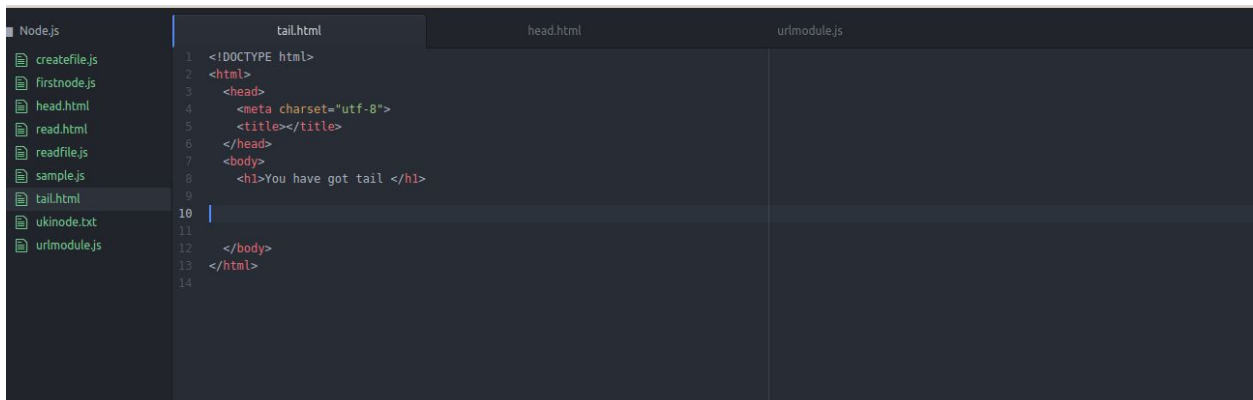 Node.js
createfile.js
firstnode.js
head.html
read.html
readfile.js
sample.js
tail.html
ukinode.txt
urlmodule.js
tail.html
head.html
urlmodule.js
1 <!DOCTYPE html>
2 <html>
3 <head>
4 <meta charset="utf-8">
5 <title></title>
6 </head>
7 <body>
8 <h1>You have got tail </h1>
9
10
11
12 </body>
13 </html>
14